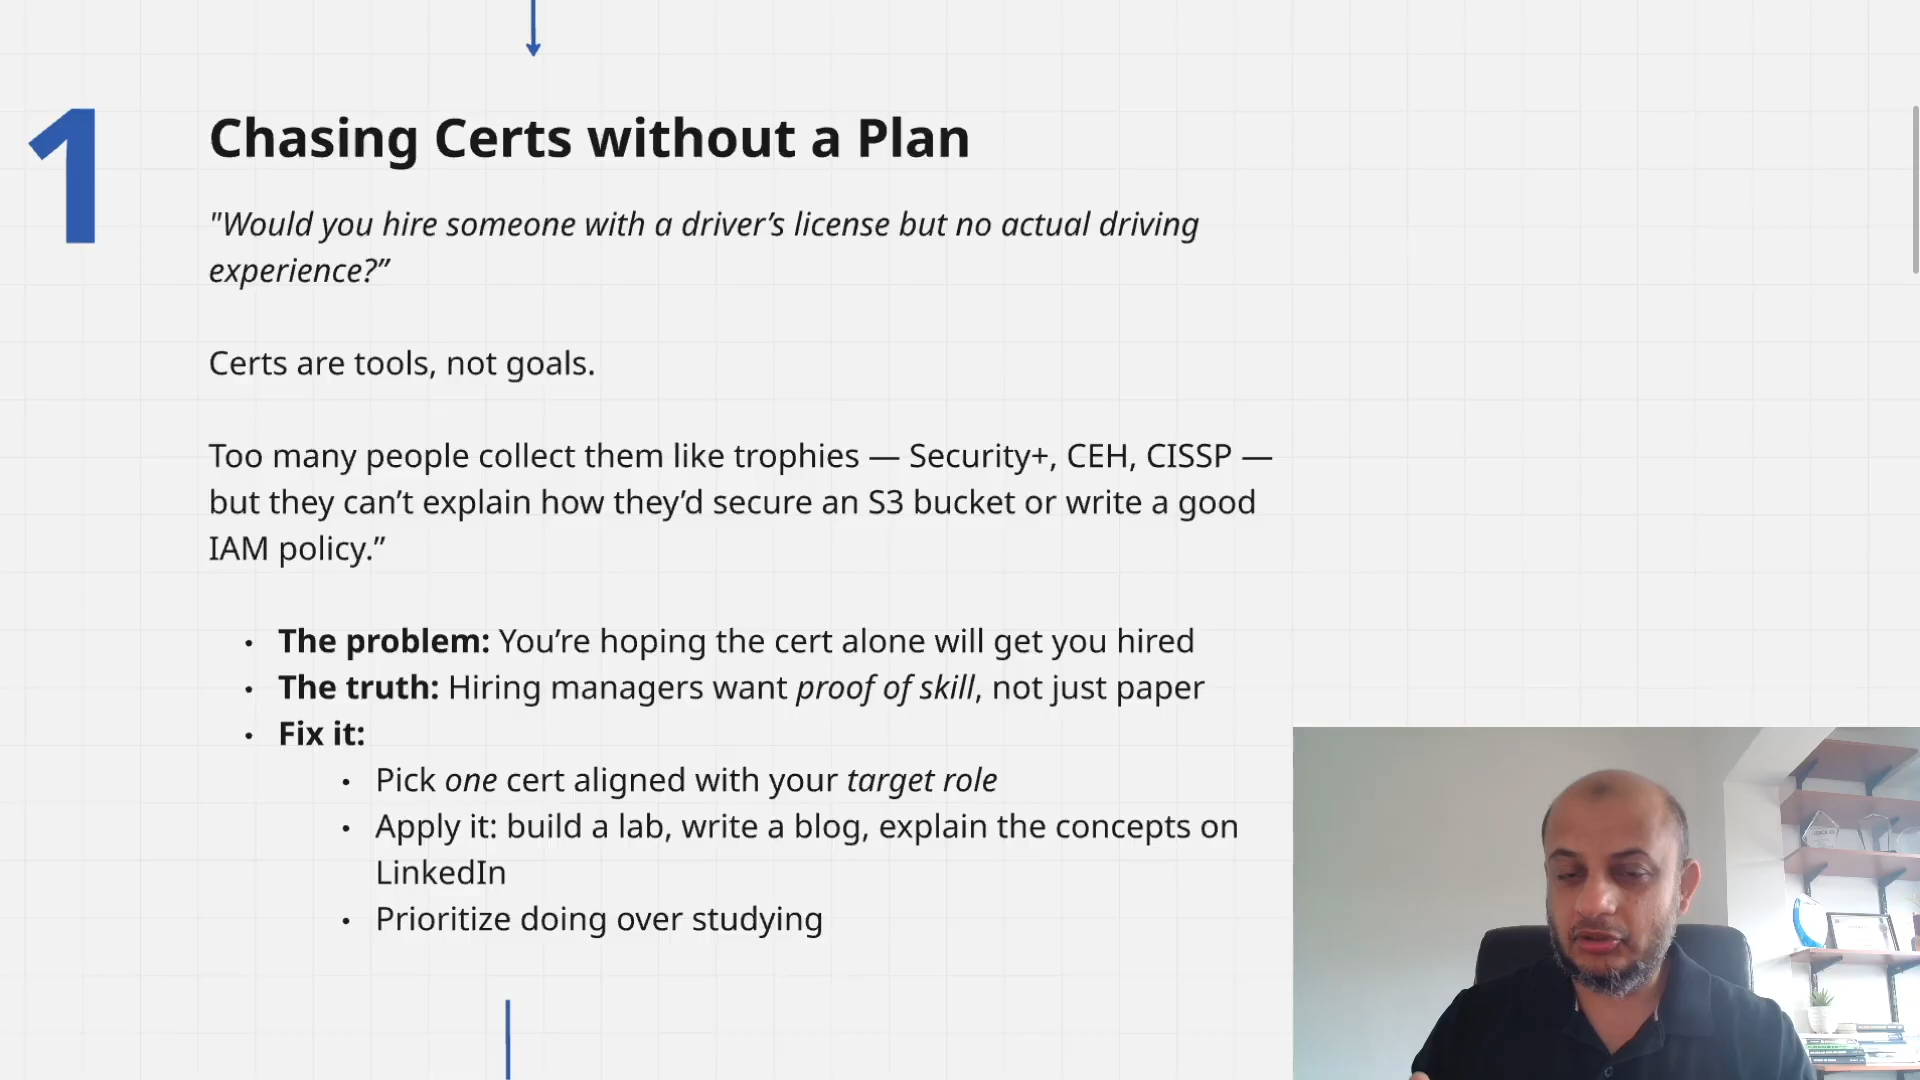 1
Chasing Certs without a Plan
"Would you hire someone with a driver’s license but no actual driving
experience?”
Certs are tools, not goals.
Too many people collect them like trophies — Security+, CEH, CISSP —
but they can’t explain how they’d secure an S3 bucket or write a good
IAM policy.”
• The problem: You’re hoping the cert alone will get you hired
• The truth: Hiring managers want proof of skill, not just paper
• Fix it:
• Pick one cert aligned with your target role
• Apply it: build a lab, write a blog, explain the concepts on
LinkedIn
• Prioritize doing over studying